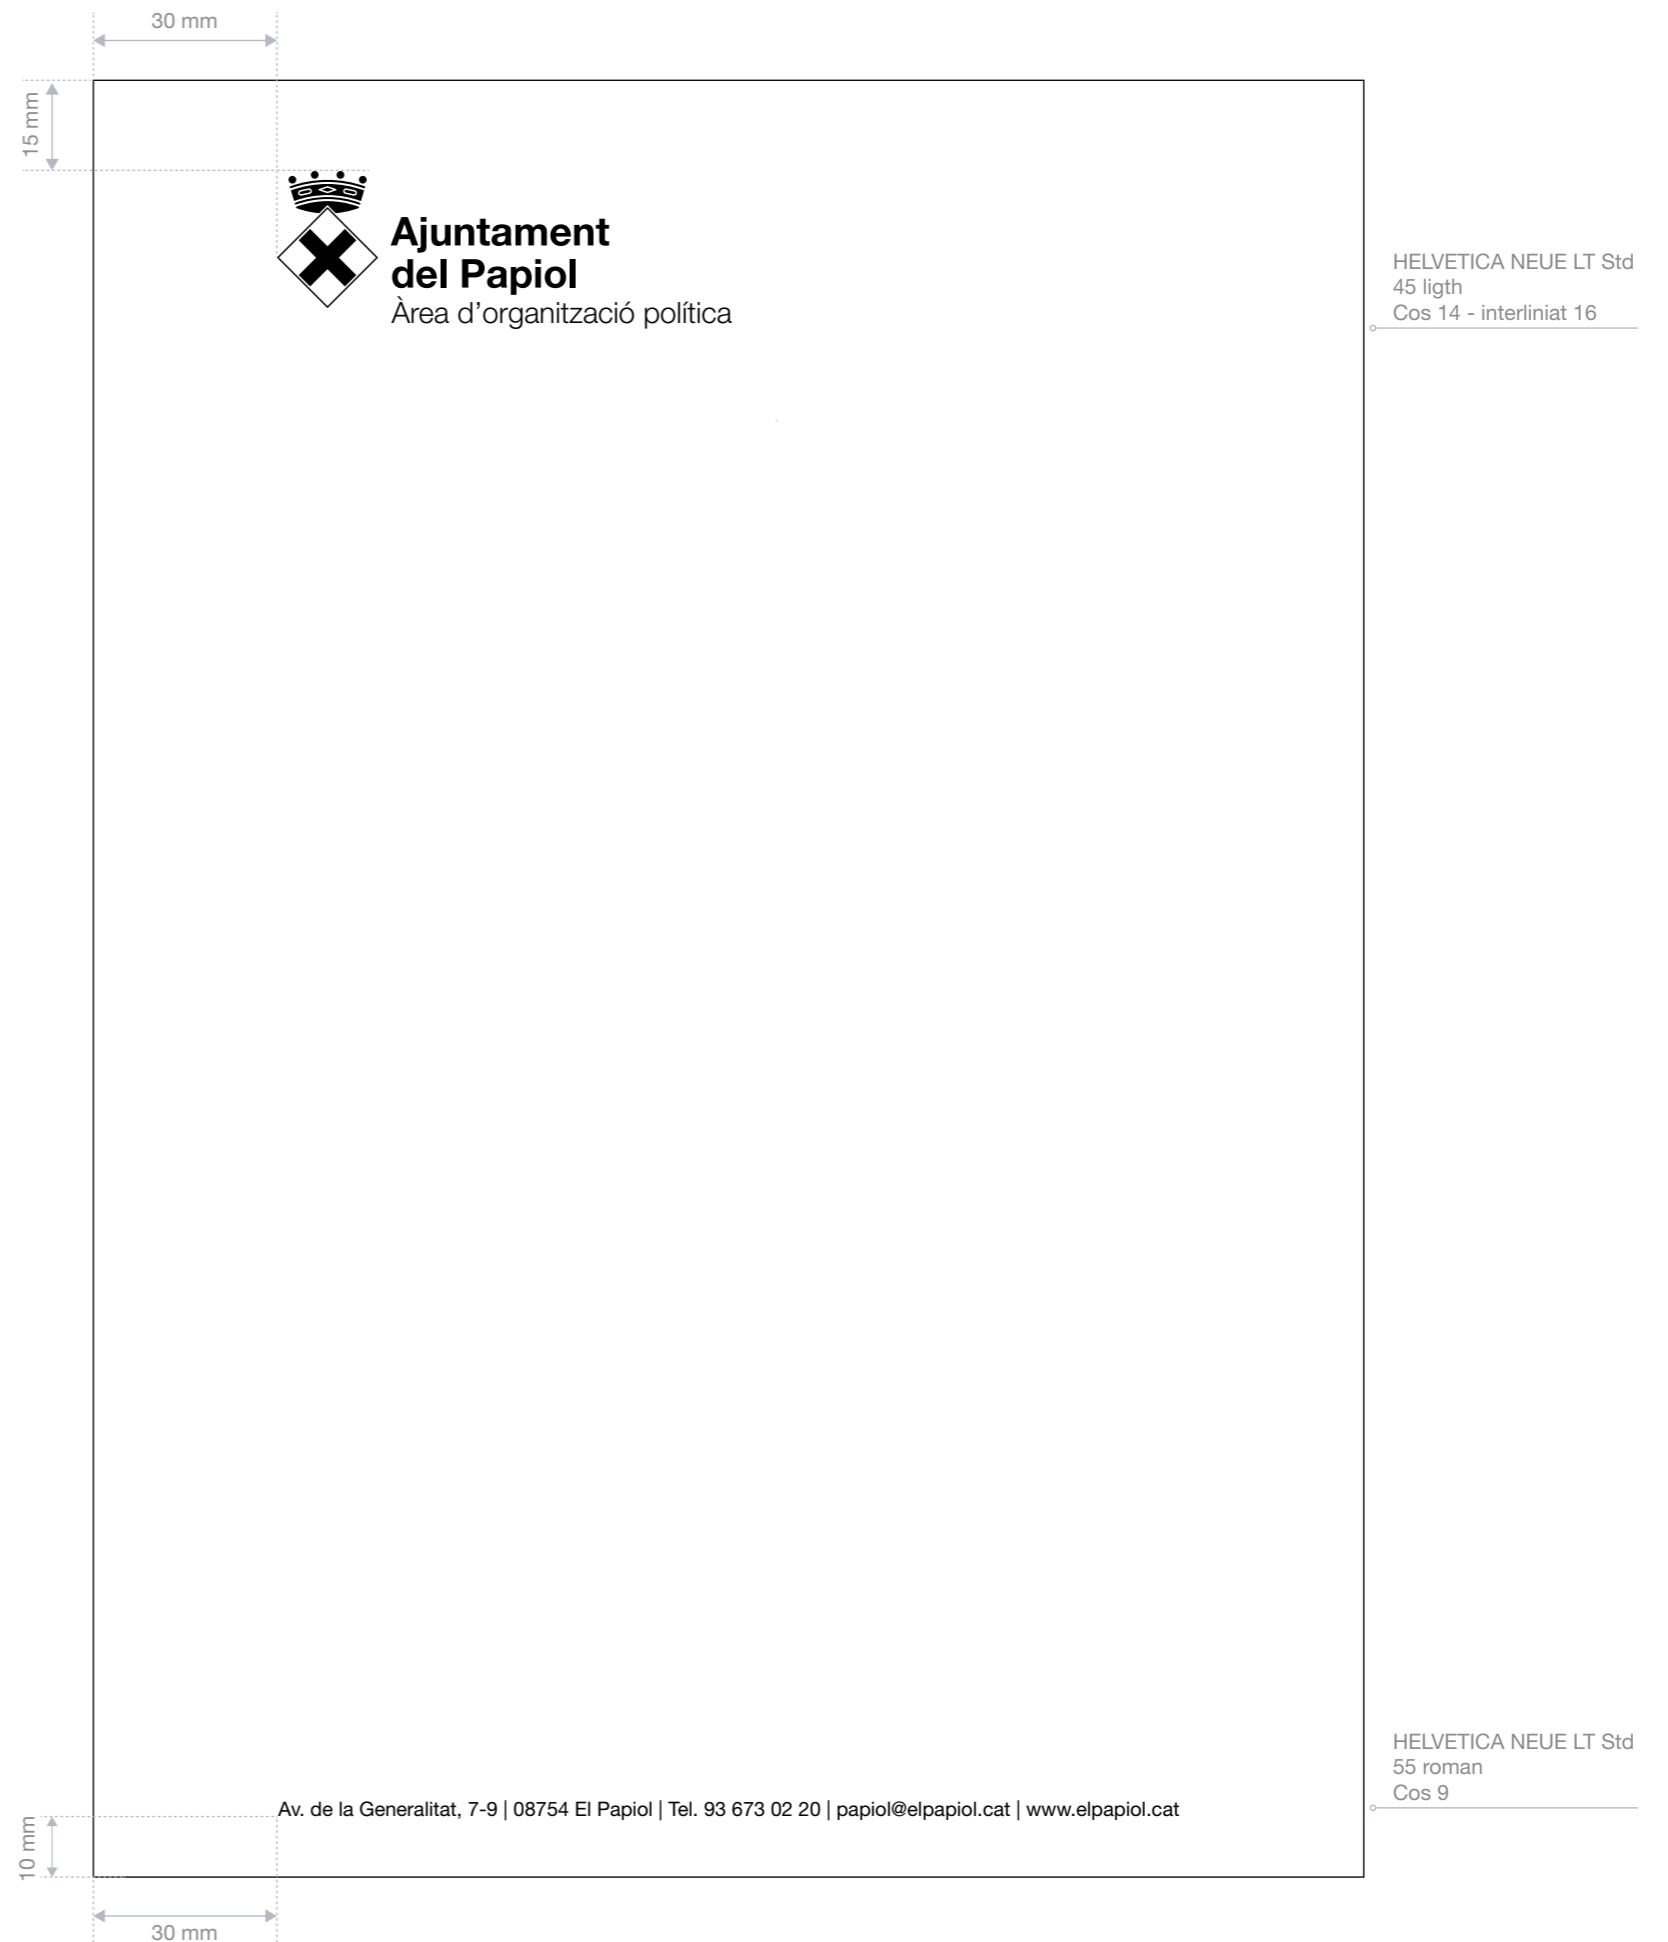 30 mm
15 mm
Ajuntament
del Papiol
Àrea d’organització política
HELVETICA NEUE LT Std
45 ligth
Cos 14 - interliniat 16
HELVETICA NEUE LT Std
55 roman
Cos 9
Av. de la Generalitat, 7-9 | 08754 El Papiol | Tel. 93 673 02 20 | papiol@elpapiol.cat | www.elpapiol.cat
10 mm
30 mm